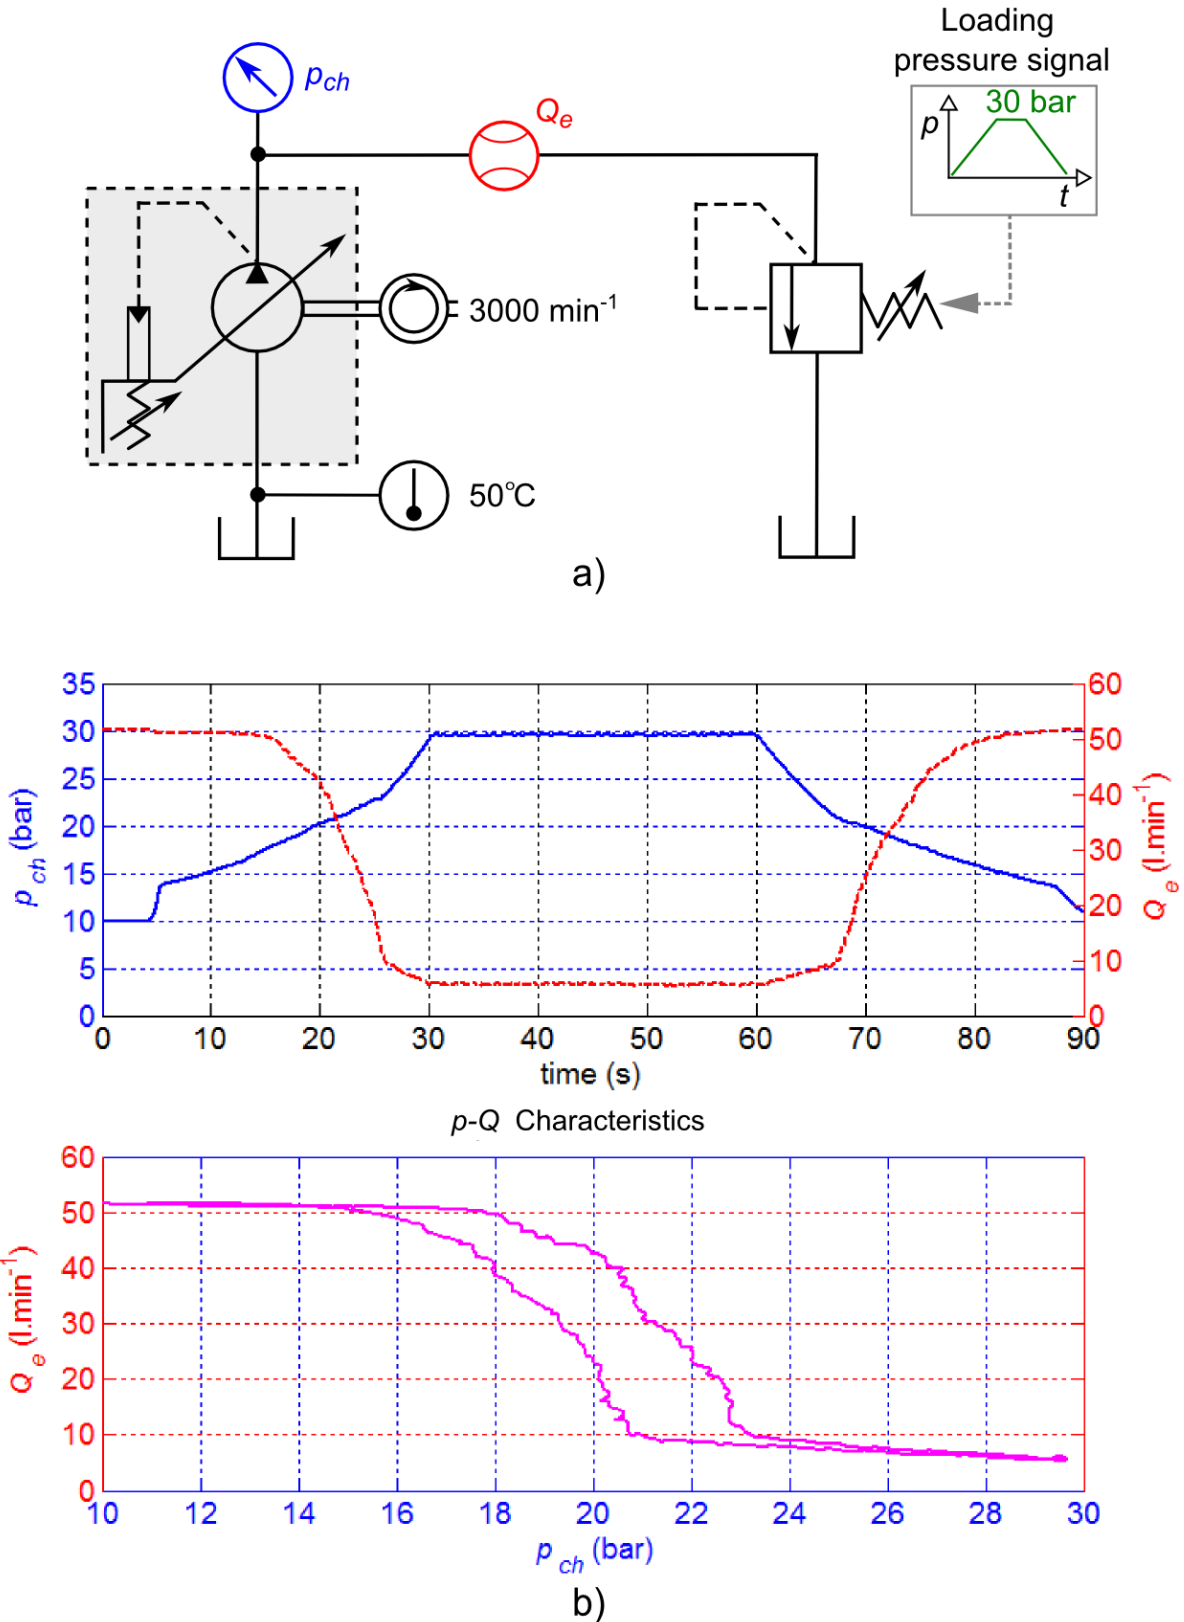 Loading
pressure signal
30 bar
p
t
p_ch
Q_e
3000 min⁻¹
50°C
a)
35
30
25
20
15
10
5
0
p_ch (bar)
60
50
40
30
20
10
0
Q_e (l.min⁻¹)
0 10 20 30 40 50 60 70 80 90
time (s)
p-Q Characteristics
60
50
40
30
20
10
0
Q_e (l.min⁻¹)
10 12 14 16 18 20 22 24 26 28 30
p_ch (bar)
b)